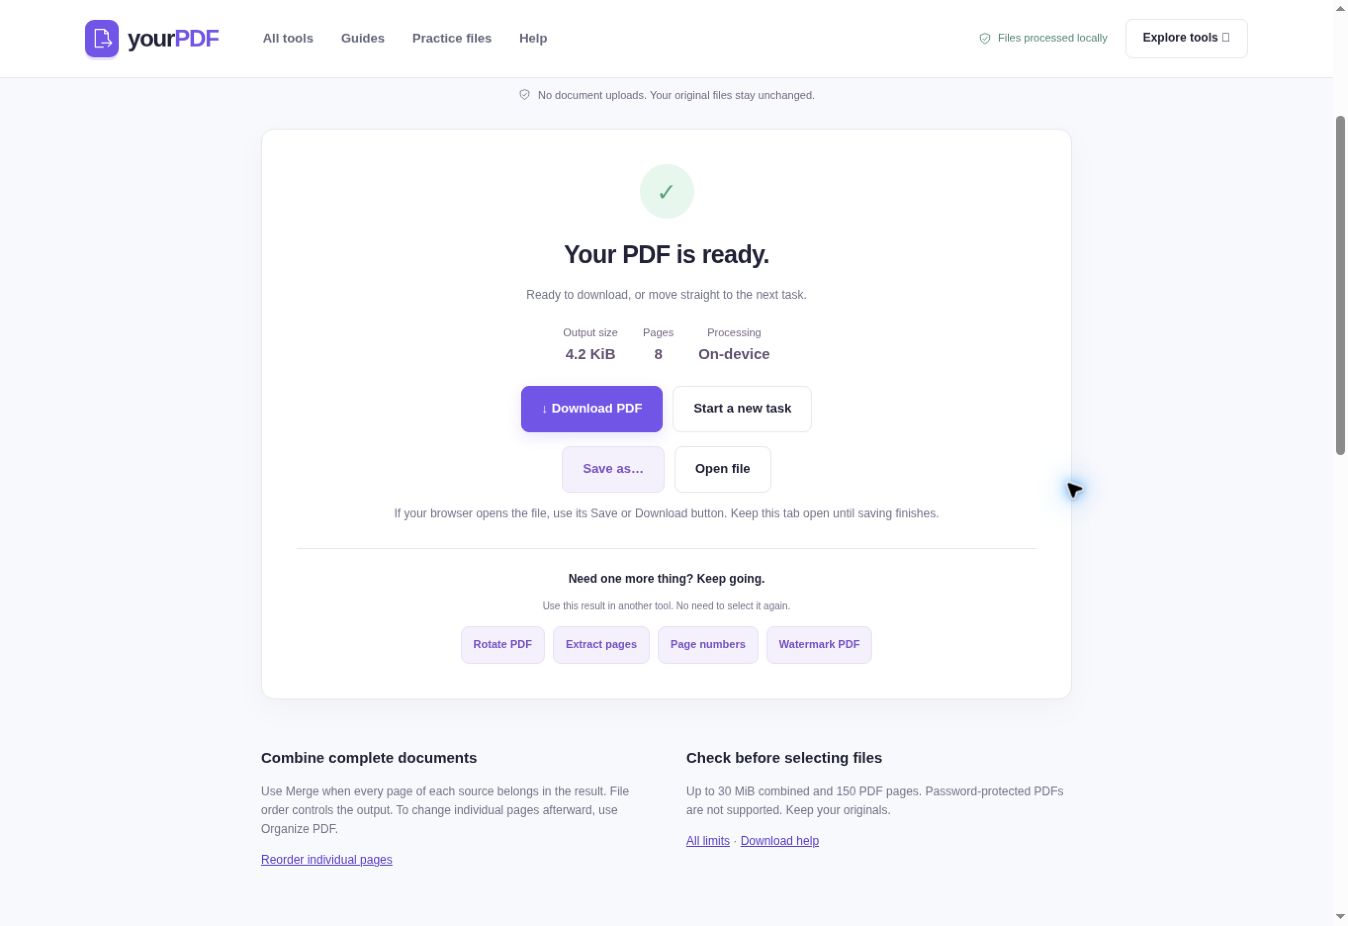 yourPDF
All tools Guides Practice files Help
Files processed locally
Explore tools
No document uploads. Your original files stay unchanged.
✓
Your PDF is ready.
Ready to download, or move straight to the next task.
Output size Pages Processing
4.2 KiB 8 On-device
↓ Download PDF Start a new task
Save as… Open file
If your browser opens the file, use its Save or Download button. Keep this tab open until saving finishes.
Need one more thing? Keep going.
Use this result in another tool. No need to select it again.
Rotate PDF Extract pages Page numbers Watermark PDF
Combine complete documents
Use Merge when every page of each source belongs in the result. File
order controls the output. To change individual pages afterward, use
Organize PDF.
Reorder individual pages
Check before selecting files
Up to 30 MiB combined and 150 PDF pages. Password-protected PDFs
are not supported. Keep your originals.
All limits · Download help